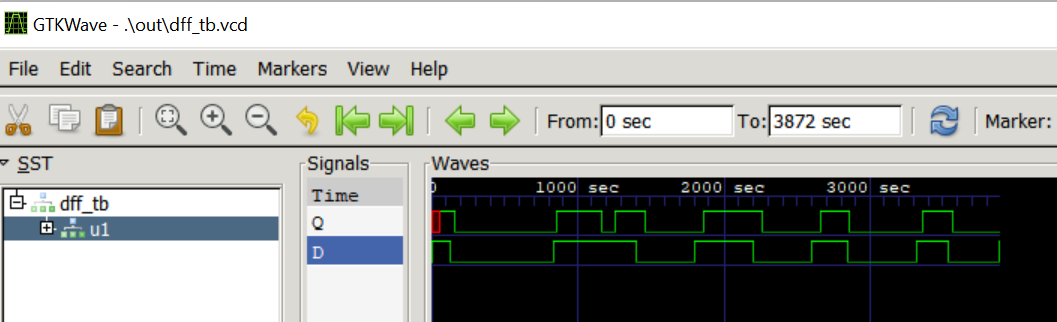 GTKWave - .\out\dff_tb.vcd
File Edit Search Time Markers View Help
From: 0 sec To: 3872 sec Marker:
SST
Signals
Waves
dff_tb
u1
Time
Q
D
0 1000 sec 2000 sec 3000 sec